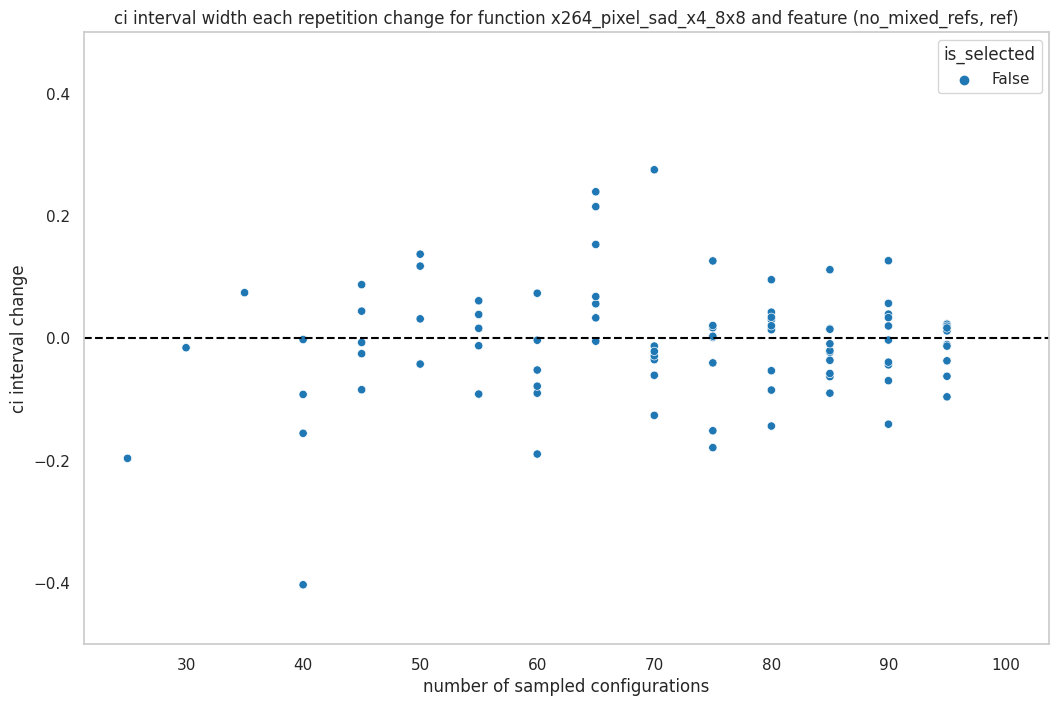 ci interval width each repetition change for function x264_pixel_sad_x4_8x8 and feature (no_mixed_refs, ref)
is_selected
False
ci interval change
0.4
0.2
0.0
−0.2
−0.4
30 40 50 60 70 80 90 100
number of sampled configurations